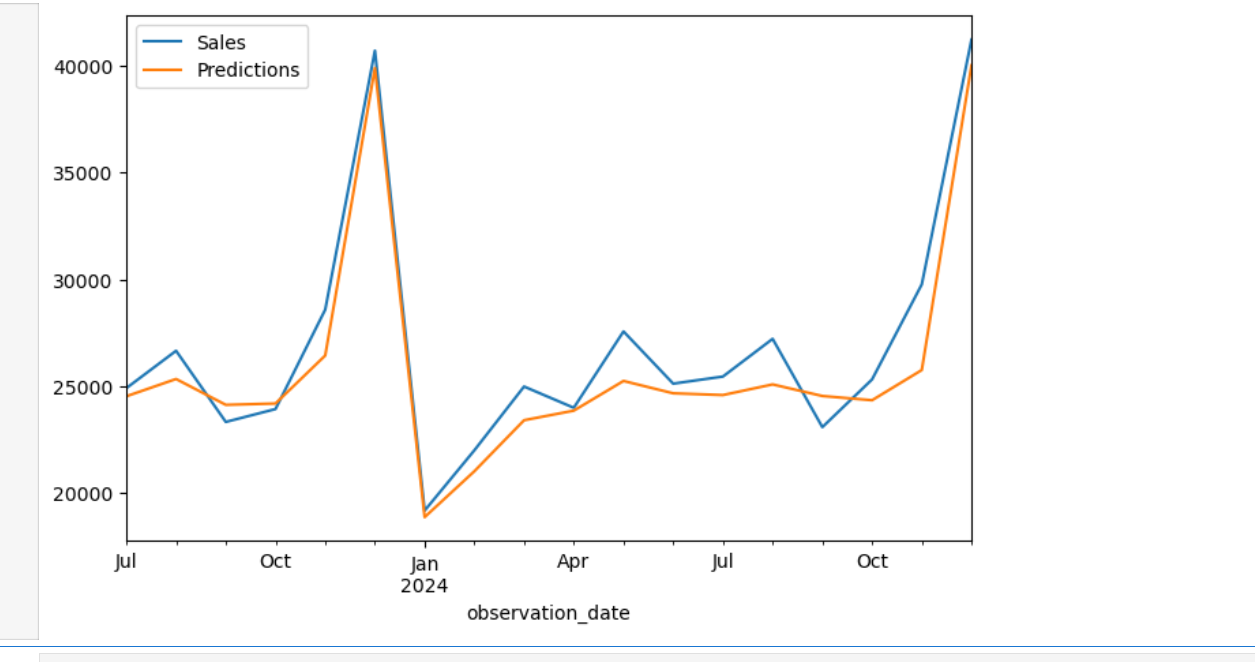 Sales
Predictions
40000
35000
30000
25000
20000
Jul
Oct
Jan
2024
Apr
Jul
Oct
observation_date